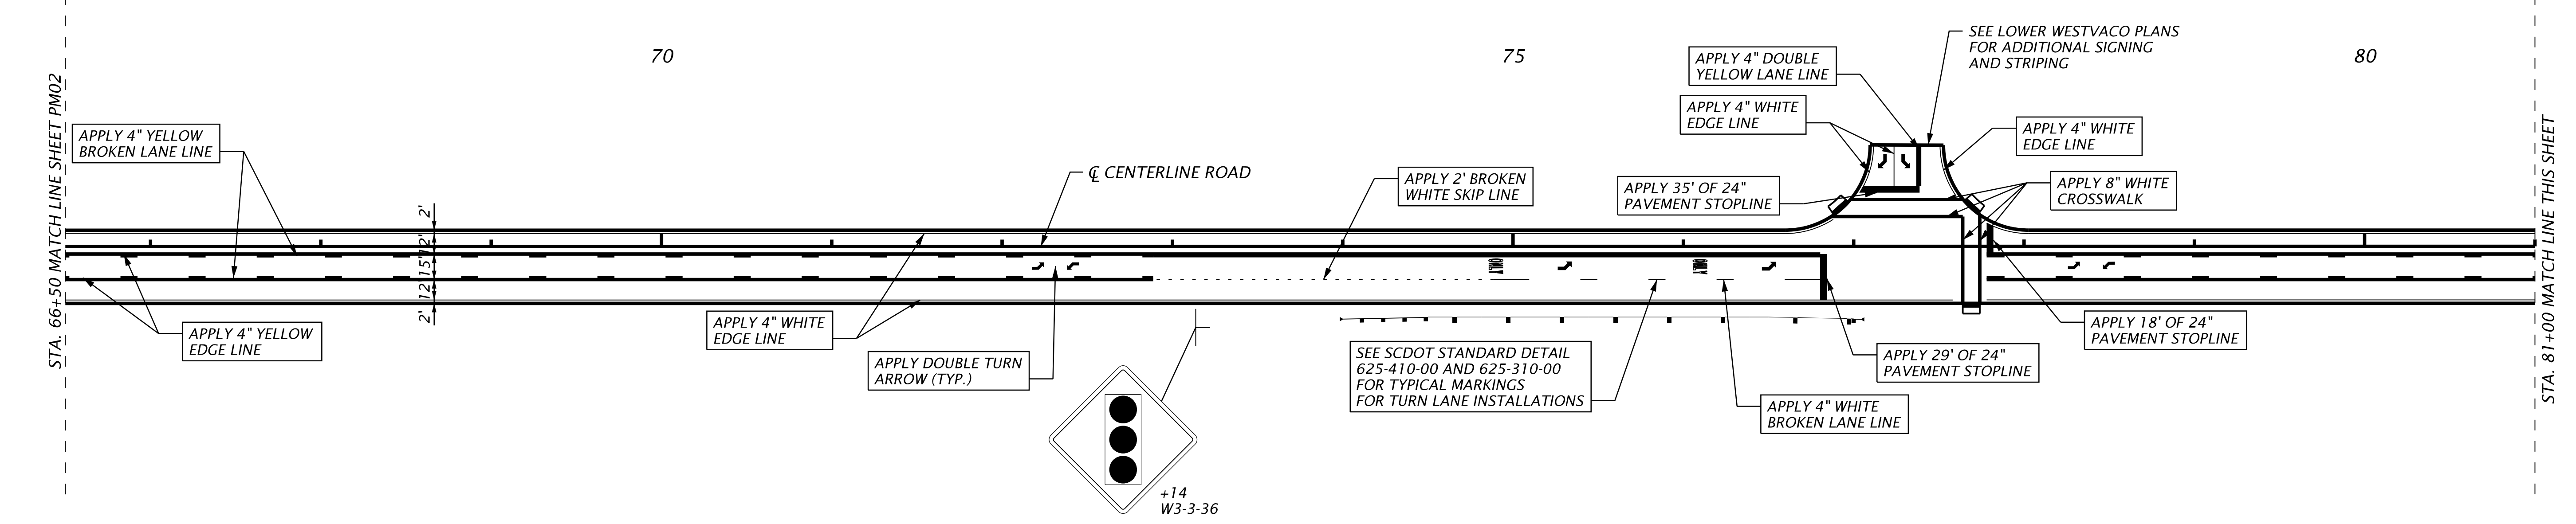 STA. 66+50 MATCH LINE SHEET PM02
70
75
80
APPLY 4" YELLOW
BROKEN LANE LINE
APPLY 4" YELLOW
EDGE LINE
2'
12'
15'
12'
2'
APPLY 4" WHITE
EDGE LINE
APPLY DOUBLE TURN
ARROW (TYP.)
℄ CENTERLINE ROAD
+14
W3-3-36
APPLY 2' BROKEN
WHITE SKIP LINE
ONLY
ONLY
SEE SCDOT STANDARD DETAIL
625-410-00 AND 625-310-00
FOR TYPICAL MARKINGS
FOR TURN LANE INSTALLATIONS
APPLY 4" DOUBLE
YELLOW LANE LINE
APPLY 4" WHITE
EDGE LINE
APPLY 35' OF 24"
PAVEMENT STOPLINE
SEE LOWER WESTVACO PLANS
FOR ADDITIONAL SIGNING
AND STRIPING
APPLY 4" WHITE
EDGE LINE
APPLY 8" WHITE
CROSSWALK
APPLY 18' OF 24"
PAVEMENT STOPLINE
APPLY 29' OF 24"
PAVEMENT STOPLINE
APPLY 4" WHITE
BROKEN LANE LINE
STA. 81+00 MATCH LINE THIS SHEET